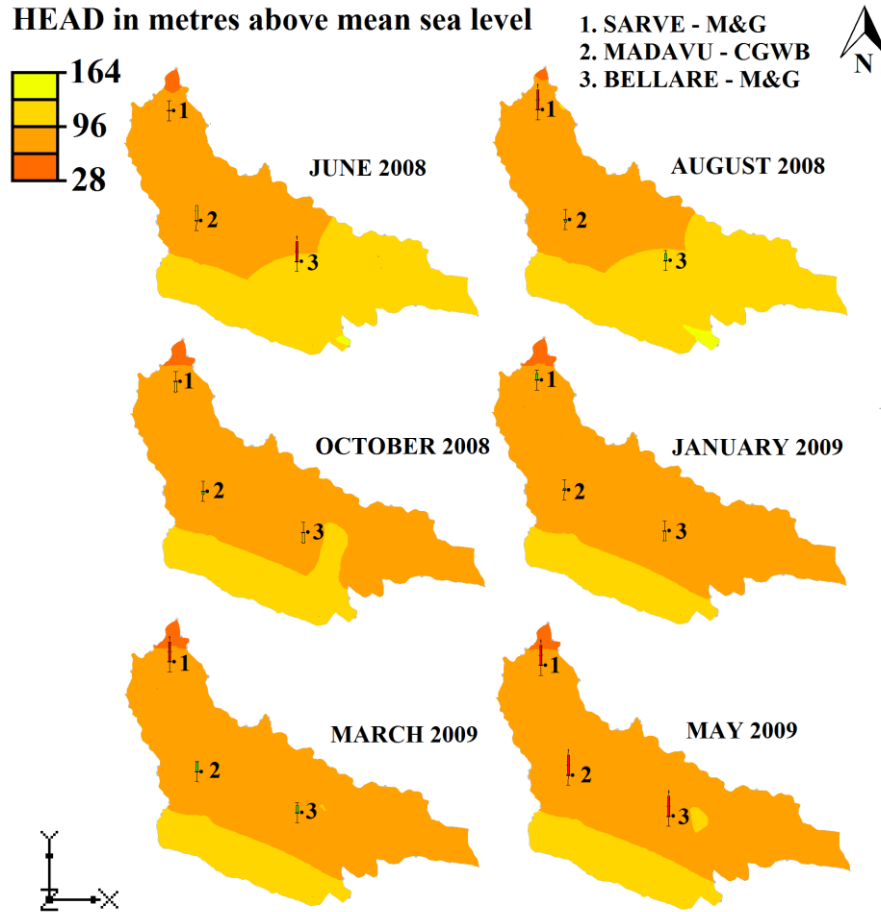 HEAD in metres above mean sea level
1. SARVE - M&G
2. MADAVU - CGWB
3. BELLARE - M&G
N
164
96
28
1
2
3
JUNE 2008
1
2
3
AUGUST 2008
1
2
3
OCTOBER 2008
1
2
3
JANUARY 2009
1
2
3
MARCH 2009
1
2
3
MAY 2009
Y
Z
X